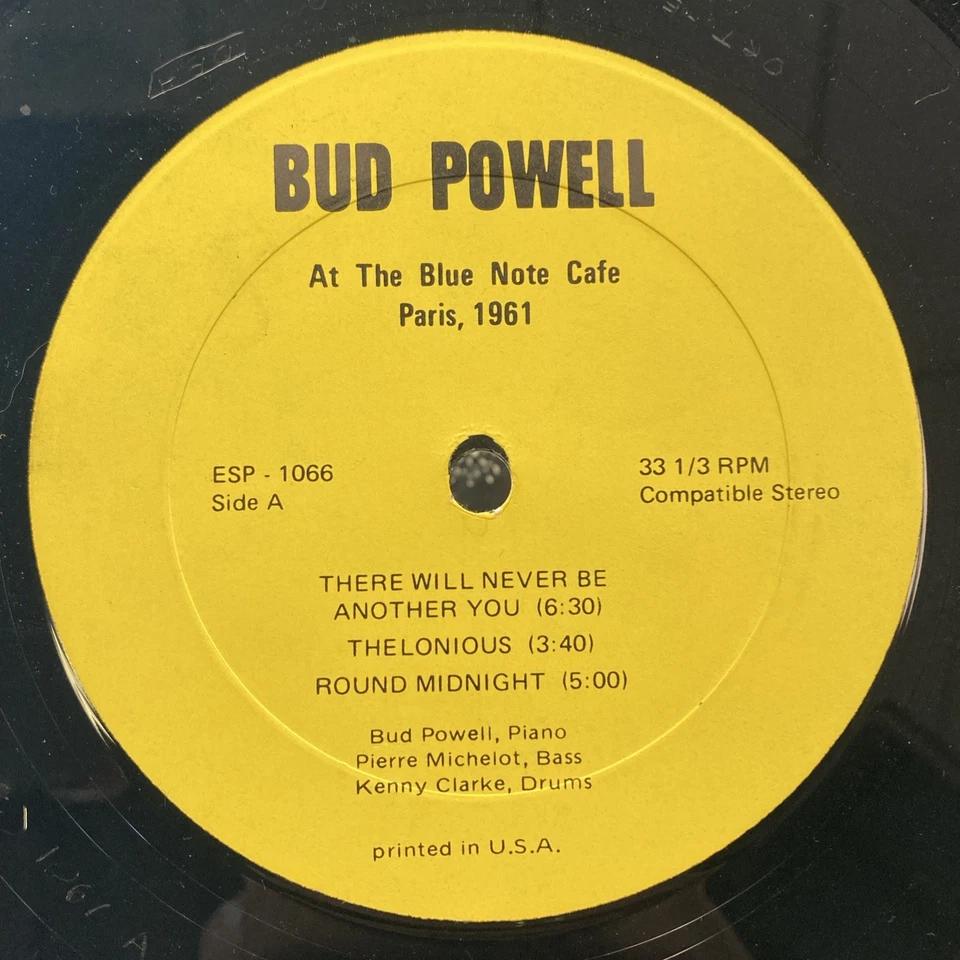 BUD POWELL
At The Blue Note Cafe
Paris, 1961
ESP - 1066
Side A
33 1/3 RPM
Compatible Stereo
THERE WILL NEVER BE
ANOTHER YOU (6:30)
THELONIOUS (3:40)
ROUND MIDNIGHT (5:00)
Bud Powell, Piano
Pierre Michelot, Bass
Kenny Clarke, Drums
printed in U.S.A.